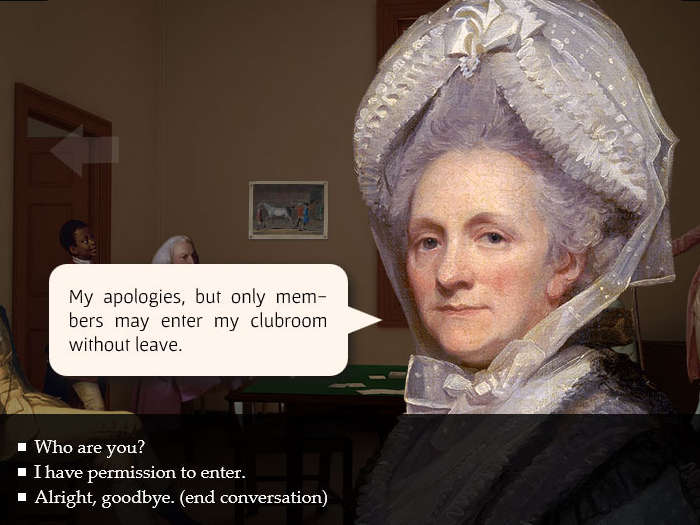 My apologies, but only mem-
bers may enter my clubroom
without leave.
Who are you?
I have permission to enter.
Alright, goodbye. (end conversation)